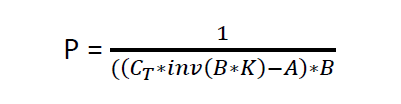 P = 1 / ((C_T*inv(B*K)−A)*B